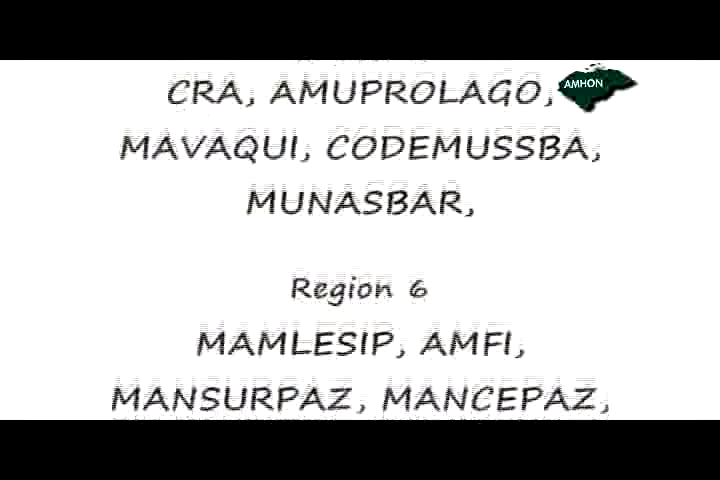 CRA, AMUPROLAGO,
AMHON
MAVAQUI, CODEMUSSBA,
MUNASBAR,
Region 6
MAMLESIP, AMFI,
MANSURPAZ, MANCEPAZ,